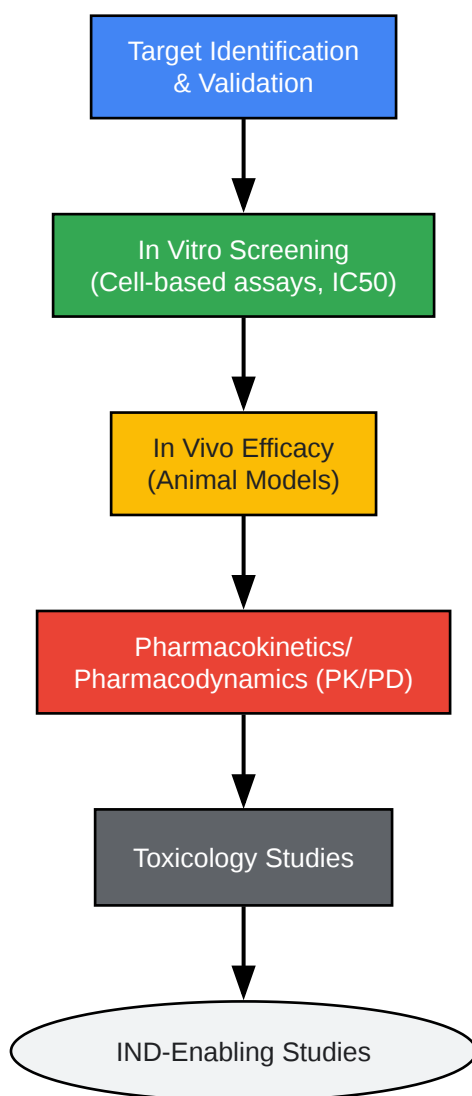 Target Identification
& Validation
In Vitro Screening
(Cell-based assays, IC50)
In Vivo Efficacy
(Animal Models)
Pharmacokinetics/
Pharmacodynamics (PK/PD)
Toxicology Studies
IND-Enabling Studies